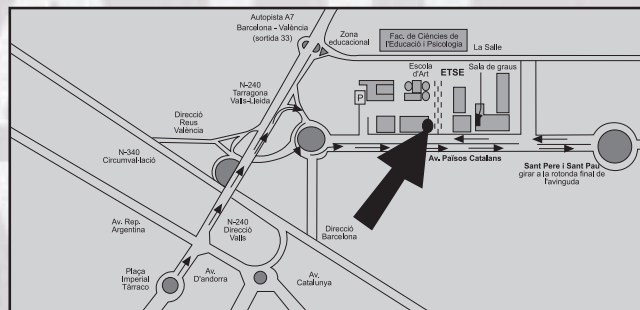 Autopista A7
Barcelona - València
(sortida 33)
Zona
educacional
Fac. de Ciències de
l'Educació i Psicologia
La Salle
Escola
d'Art
ETSE
Sala de graus
N-240
Tarragona
Valls-Lleida
P
Direcció
Reus
València
N-340
Circumval·lació
Av. Països Catalans
Sant Pere i Sant Pau
girar a la rotonda final de
l'avinguda
Av. Rep.
Argentina
N-240
Direcció
Valls
Direcció
Barcelona
Plaça
Imperial
Tàrraco
Av.
D'andorra
Av.
Catalunya